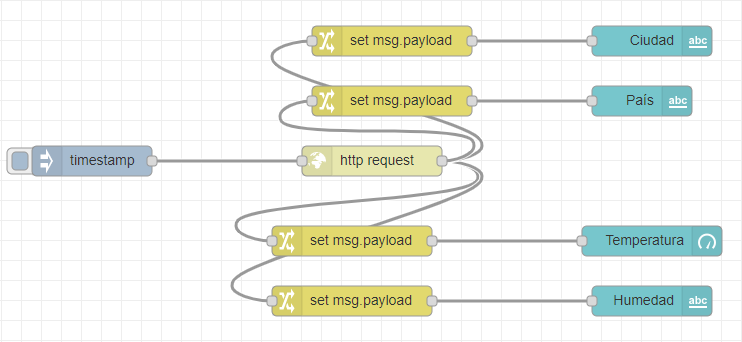 set msg.payload
Ciudad
abc
set msg.payload
País
abc
timestamp
http request
set msg.payload
Temperatura
set msg.payload
Humedad
abc